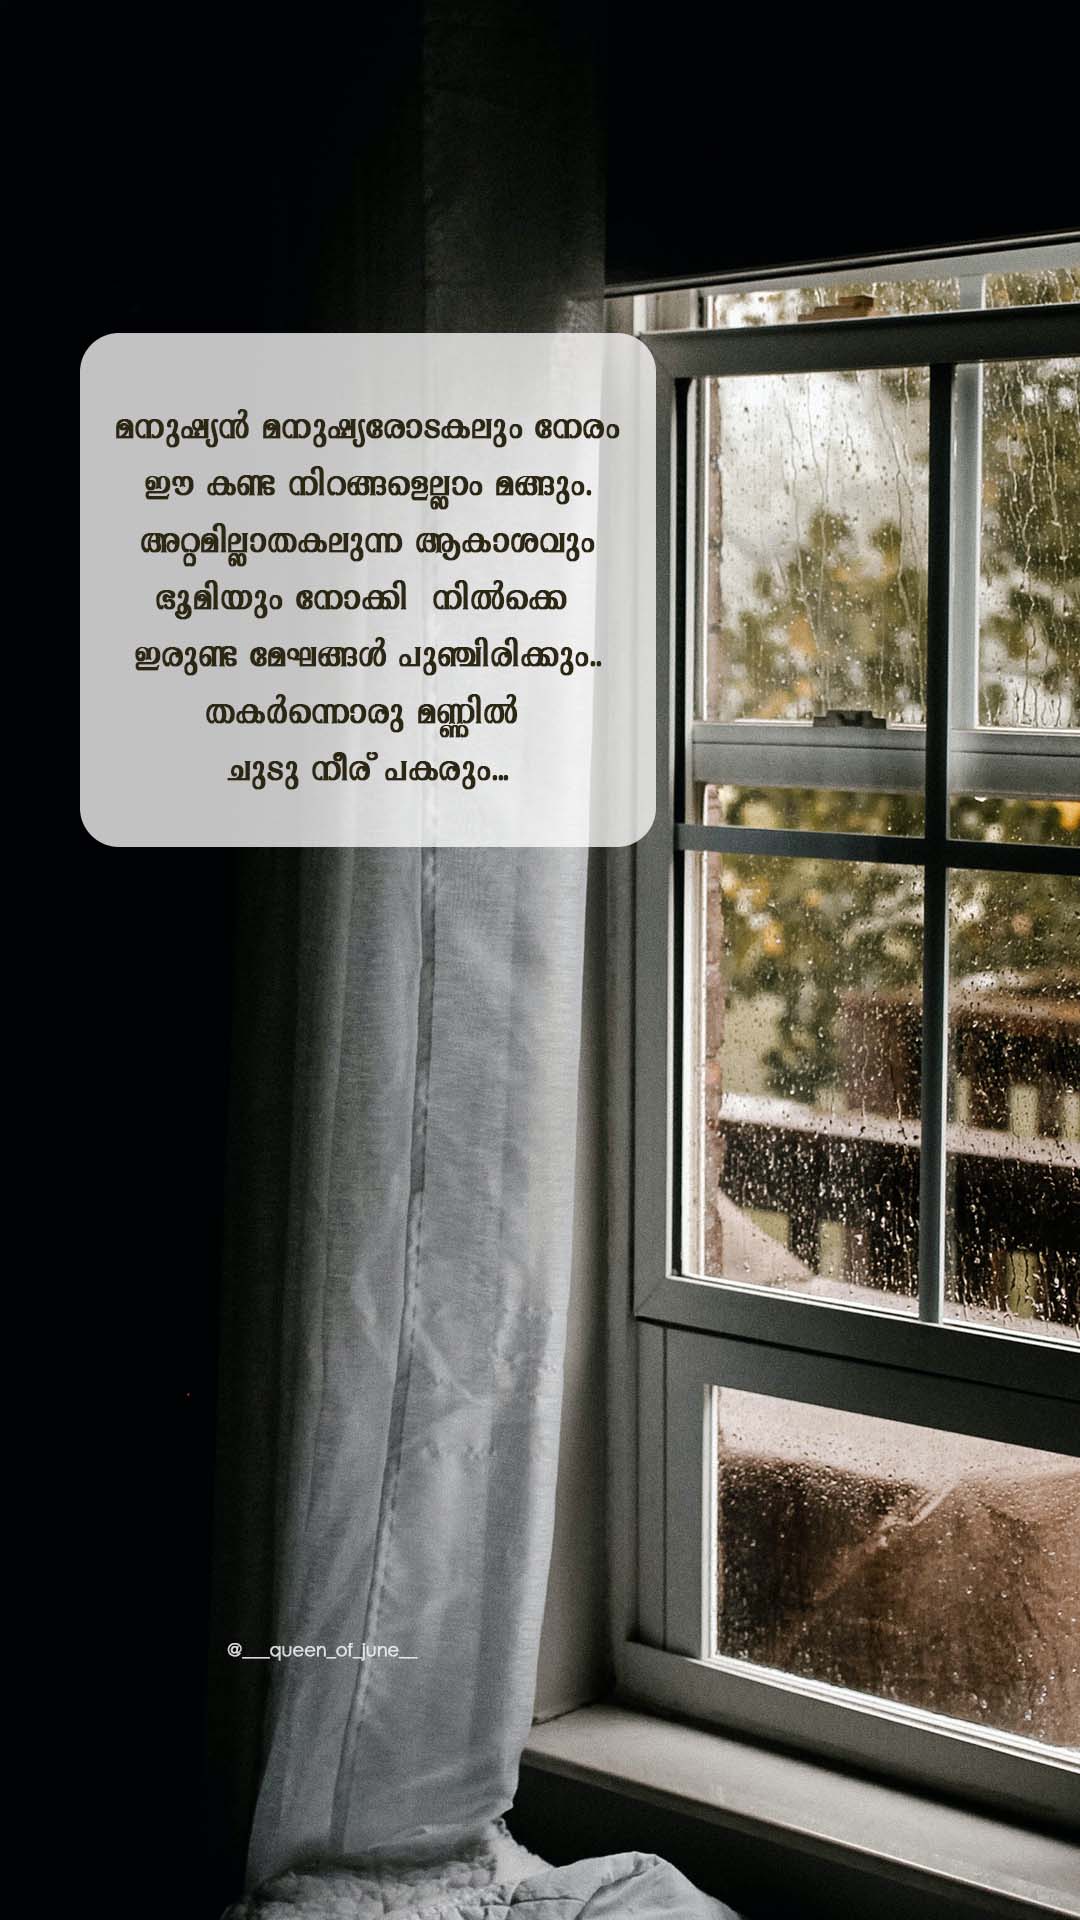 മനുഷ്യൻ മനുഷ്യരോടകലും നേരം
ഈ കണ്ട നിറങ്ങളെല്ലാം മങ്ങും.
അറ്റമില്ലാതകലുന്ന ആകാശവും
ഭൂമിയും നോക്കി നിൽക്കെ
ഇരുണ്ട മേഘങ്ങൾ പുഞ്ചിരിക്കും..
തകർന്നൊരു മണ്ണിൽ
ചുടു നീര് പകരും...
@___queen_of_june__